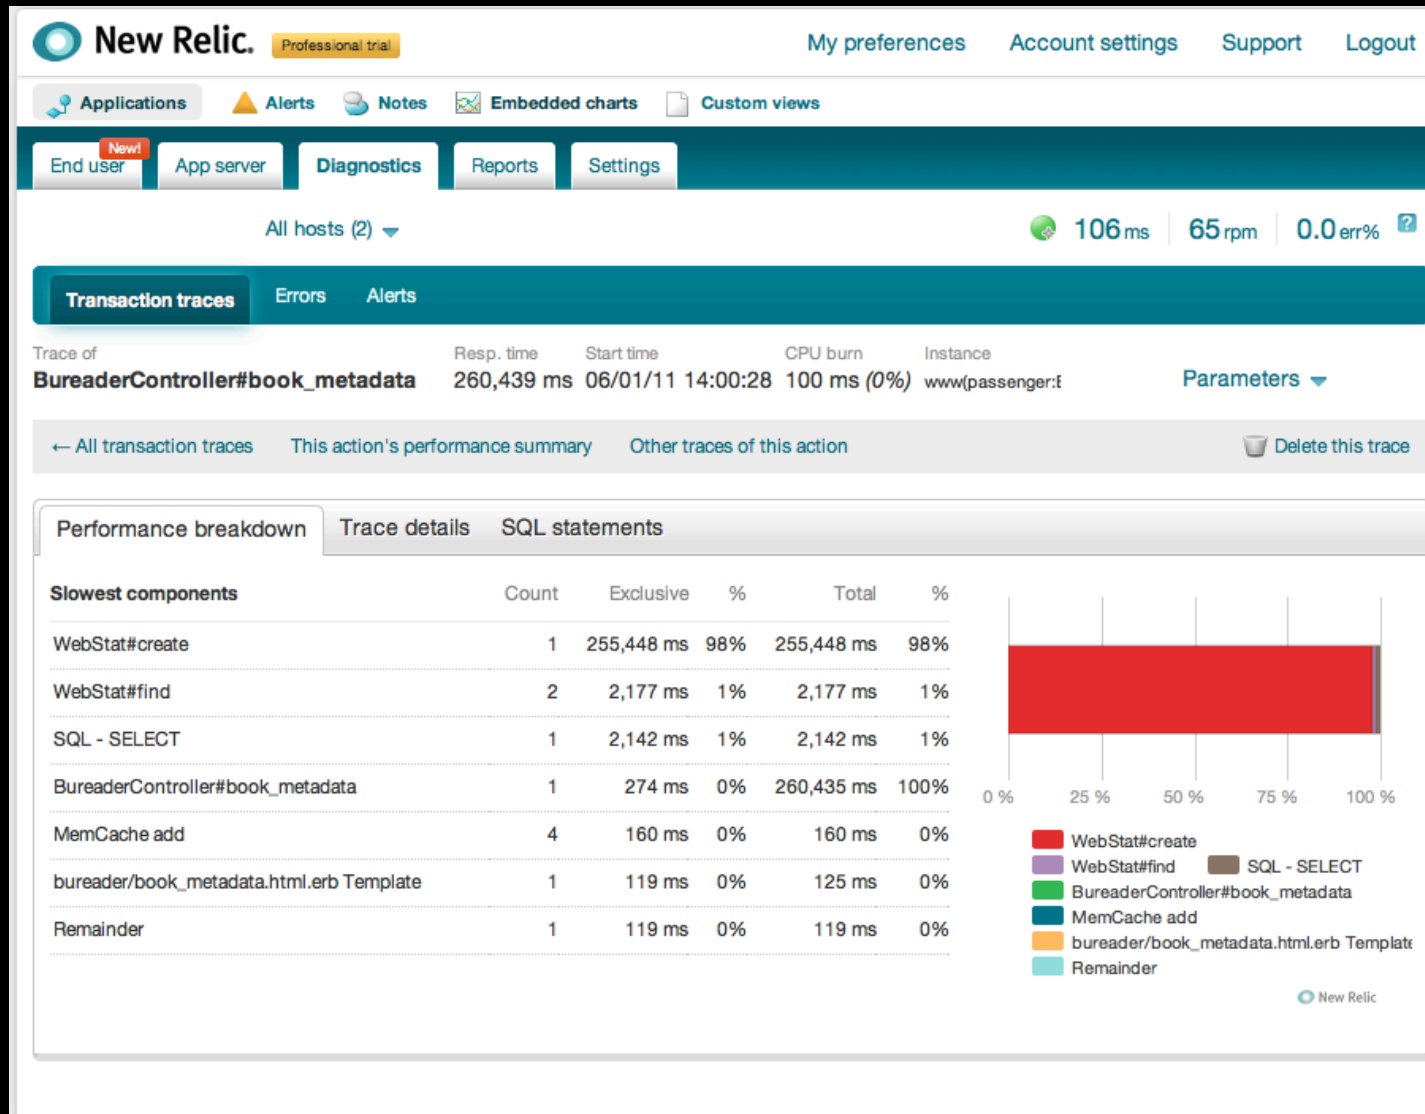 New Relic. Professional trial My preferences Account settings Support Logout
Applications Alerts Notes Embedded charts Custom views
New!
End user App server Diagnostics Reports Settings
All hosts (2) 106 ms 65 rpm 0.0 err% ?
Transaction traces Errors Alerts
Trace of Resp. time Start time CPU burn Instance
BureaderController#book_metadata 260,439 ms 06/01/11 14:00:28 100 ms (0%) www(passenger: Parameters
← All transaction traces This action's performance summary Other traces of this action Delete this trace
Performance breakdown Trace details SQL statements
Slowest components Count Exclusive % Total %
WebStat#create 1 255,448 ms 98% 255,448 ms 98%
WebStat#find 2 2,177 ms 1% 2,177 ms 1%
SQL - SELECT 1 2,142 ms 1% 2,142 ms 1%
BureaderController#book_metadata 1 274 ms 0% 260,435 ms 100%
MemCache add 4 160 ms 0% 160 ms 0%
bureader/book_metadata.html.erb Template 1 119 ms 0% 125 ms 0%
Remainder 1 119 ms 0% 119 ms 0%
0 % 25 % 50 % 75 % 100 %
WebStat#create
WebStat#find SQL - SELECT
BureaderController#book_metadata
MemCache add
bureader/book_metadata.html.erb Template
Remainder
New Relic